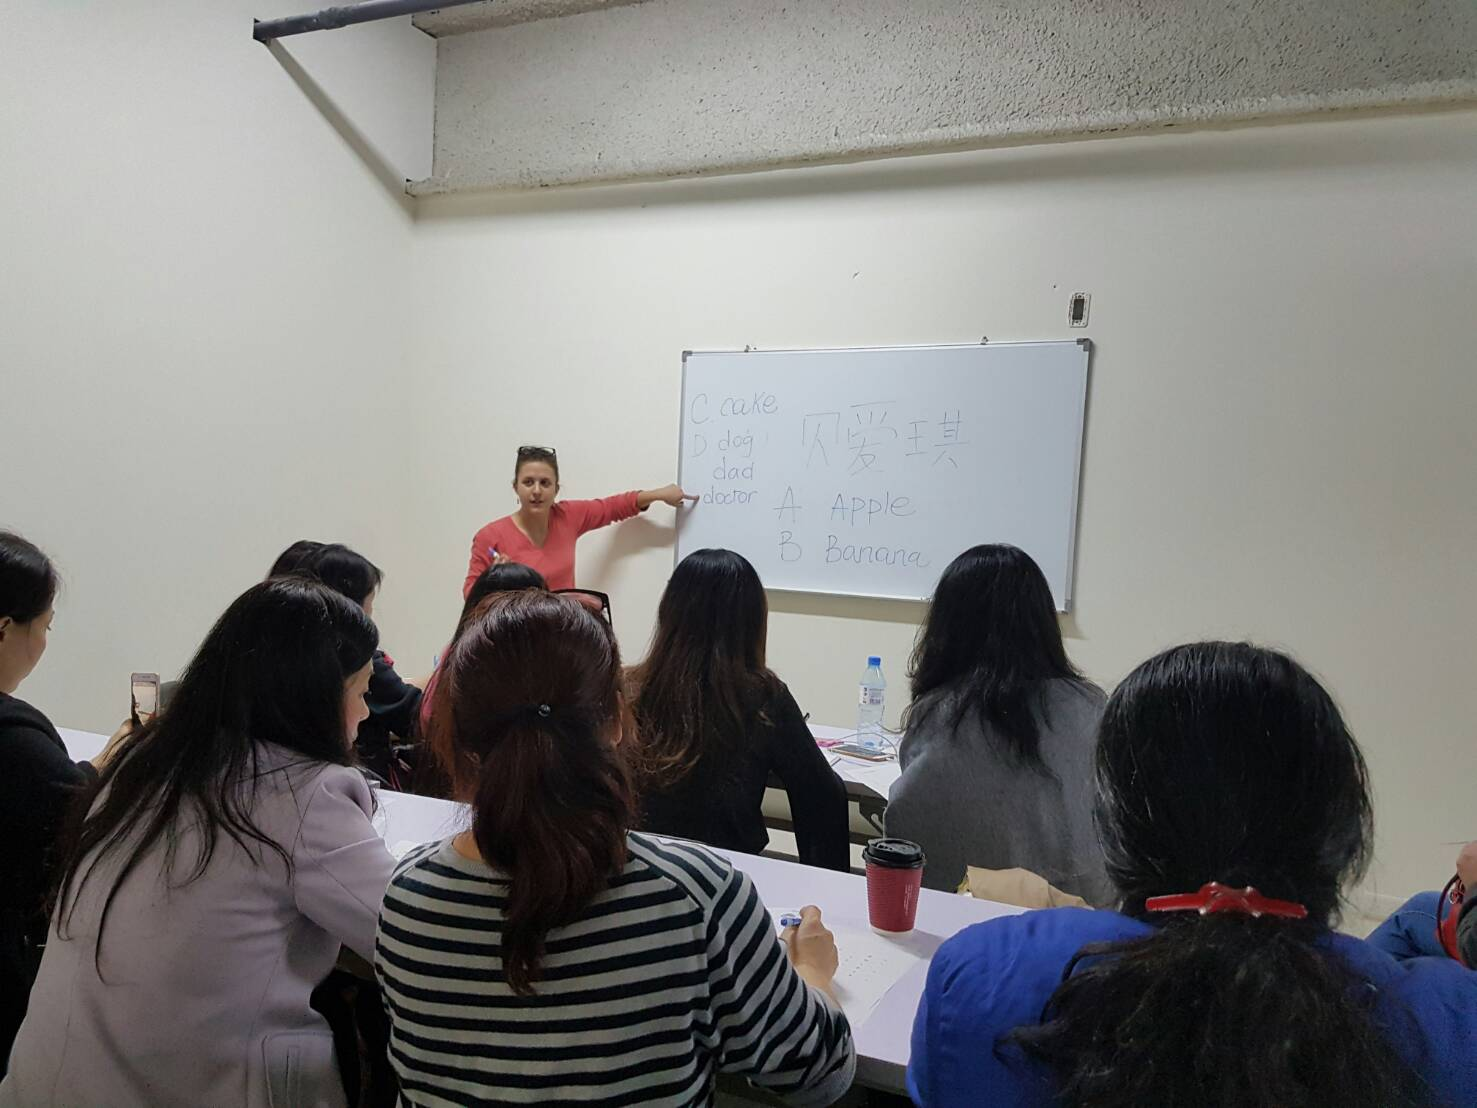 C. cake
D dog
dad
doctor
贝爱琪
A Apple
B Banana